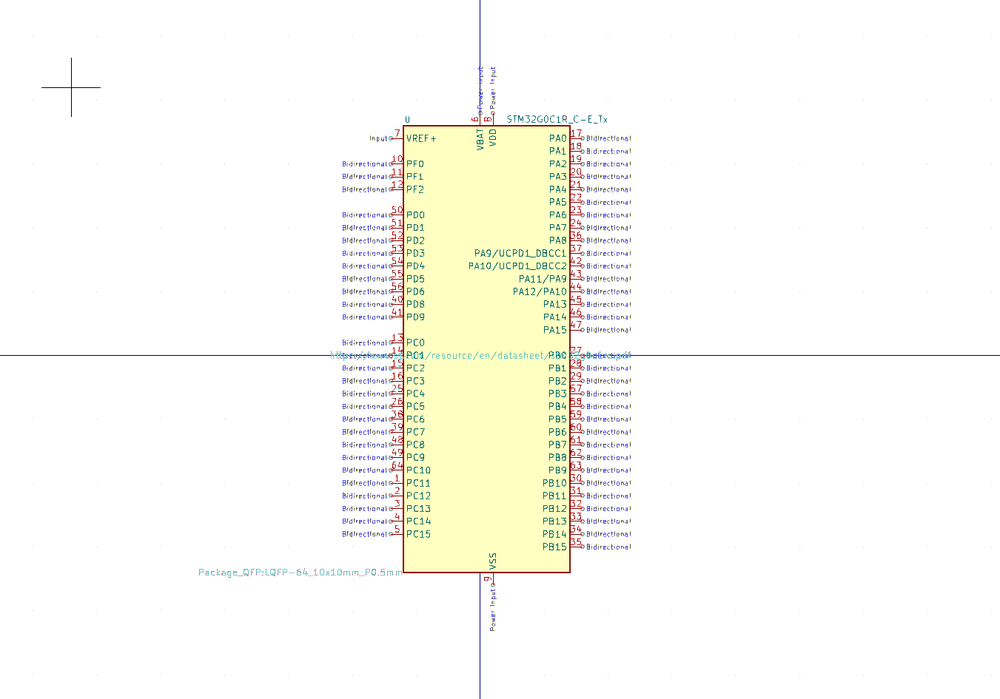 Power Input
Power Input
U
STM32G0C1R_C-E_Tx
6 VBAT
8 VDD
Input 7 VREF+ PA0 17 Bidirectional
PA1 18 Bidirectional
Bidirectional 10 PF0 PA2 19 Bidirectional
Bidirectional 11 PF1 PA3 20 Bidirectional
Bidirectional 12 PF2 PA4 21 Bidirectional
PA5 22 Bidirectional
Bidirectional 50 PD0 PA6 23 Bidirectional
Bidirectional 51 PD1 PA7 24 Bidirectional
Bidirectional 52 PD2 PA8 36 Bidirectional
Bidirectional 53 PD3 PA9/UCPD1_DBCC1 37 Bidirectional
Bidirectional 54 PD4 PA10/UCPD1_DBCC2 42 Bidirectional
Bidirectional 55 PD5 PA11/PA9 43 Bidirectional
Bidirectional 56 PD6 PA12/PA10 44 Bidirectional
Bidirectional 40 PD8 PA13 45 Bidirectional
Bidirectional 41 PD9 PA14 46 Bidirectional
PA15 47 Bidirectional
Bidirectional 13 PC0
14 PC1 /resource/en/datasheet/ PB0 27
Bidirectional 15 PC2 PB1 28 Bidirectional
Bidirectional 16 PC3 PB2 29 Bidirectional
Bidirectional 25 PC4 PB3 57 Bidirectional
Bidirectional 26 PC5 PB4 58 Bidirectional
Bidirectional 38 PC6 PB5 59 Bidirectional
Bidirectional 39 PC7 PB6 60 Bidirectional
Bidirectional 48 PC8 PB7 61 Bidirectional
Bidirectional 49 PC9 PB8 62 Bidirectional
Bidirectional 64 PC10 PB9 63 Bidirectional
Bidirectional 1 PC11 PB10 30 Bidirectional
Bidirectional 2 PC12 PB11 31 Bidirectional
Bidirectional 3 PC13 PB12 32 Bidirectional
Bidirectional 4 PC14 PB13 33 Bidirectional
Bidirectional 5 PC15 PB14 34 Bidirectional
PB15 35 Bidirectional
VSS 9
Package_QFP:LQFP-64_10x10mm_P0.5mm
Power Input